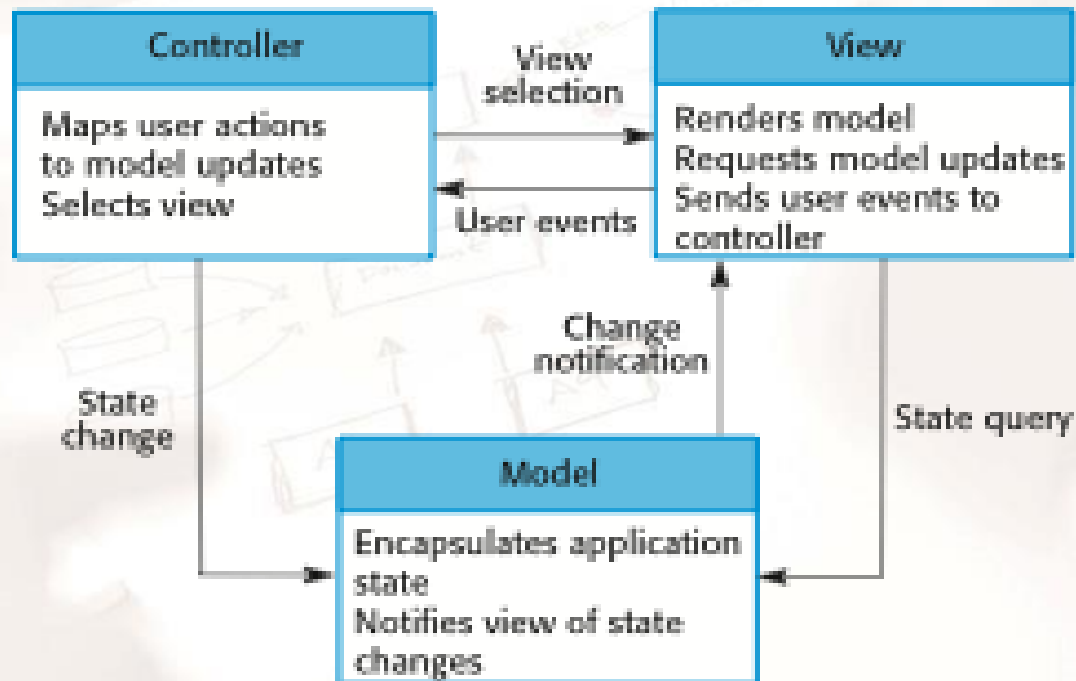 Controller
Maps user actions
to model updates
Selects view
View
selection
User events
View
Renders model
Requests model updates
Sends user events to
controller
State
change
Change
notification
State query
Model
Encapsulates application
state
Notifies view of state
changes